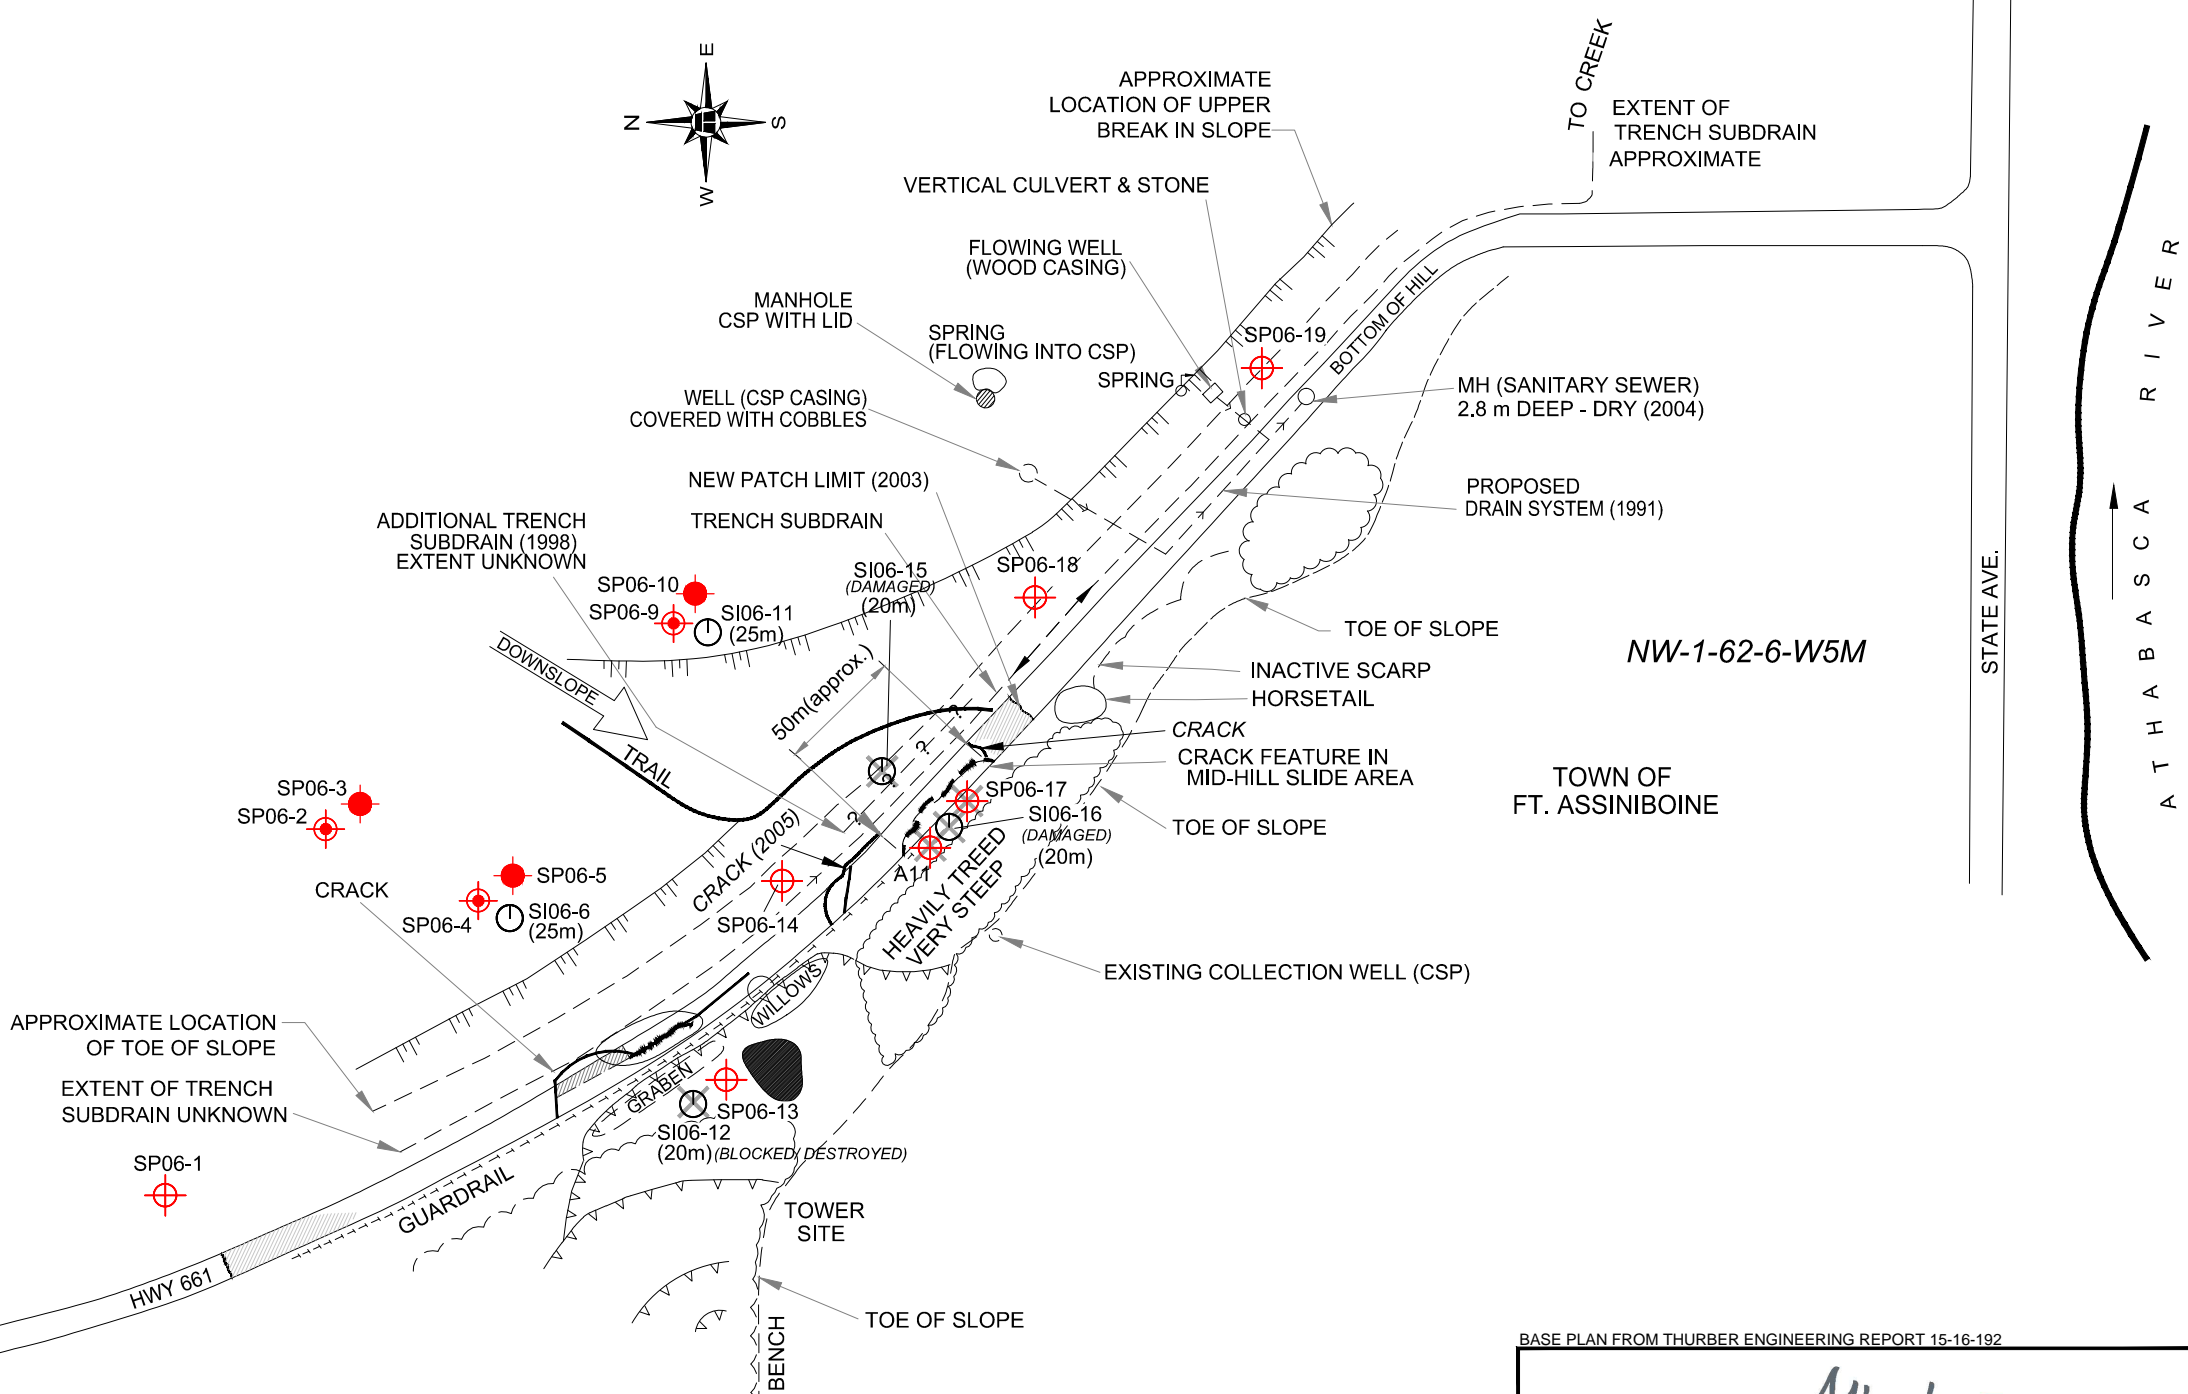 E
N
S
W
APPROXIMATE
LOCATION OF UPPER
BREAK IN SLOPE
TO CREEK
EXTENT OF
TRENCH SUBDRAIN
APPROXIMATE
VERTICAL CULVERT & STONE
FLOWING WELL
(WOOD CASING)
MANHOLE
CSP WITH LID
SPRING
(FLOWING INTO CSP)
SPRING
SP06-19
BOTTOM OF HILL
WELL (CSP CASING)
COVERED WITH COBBLES
MH (SANITARY SEWER)
2.8 m DEEP - DRY (2004)
NEW PATCH LIMIT (2003)
TRENCH SUBDRAIN
PROPOSED
DRAIN SYSTEM (1991)
ADDITIONAL TRENCH
SUBDRAIN (1998)
EXTENT UNKNOWN
SP06-10
SP06-9
SI06-11
(25m)
SI06-15
(DAMAGED)
(20m)
SP06-18
DOWNSLOPE
TRAIL
50m(approx.)
TOE OF SLOPE
INACTIVE SCARP
HORSETAIL
CRACK
CRACK FEATURE IN
MID-HILL SLIDE AREA
NW-1-62-6-W5M
STATE AVE.
ATHABASCA RIVER
TOWN OF
FT. ASSINIBOINE
?
?
?
?
SP06-3
SP06-2
SP06-17
SI06-16
(DAMAGED)
(20m)
TOE OF SLOPE
A11
CRACK (2005)
SP06-5
SP06-4
SI06-6
(25m)
CRACK
SP06-14
HEAVILY TREED
VERY STEEP
WILLOWS
EXISTING COLLECTION WELL (CSP)
APPROXIMATE LOCATION
OF TOE OF SLOPE
EXTENT OF TRENCH
SUBDRAIN UNKNOWN
GRABEN
SP06-13
SI06-12
(20m) (BLOCKED/ DESTROYED)
SP06-1
GUARDRAIL
HWY 661
TOWER
SITE
TOE OF SLOPE
BENCH
BASE PLAN FROM THURBER ENGINEERING REPORT 15-16-192